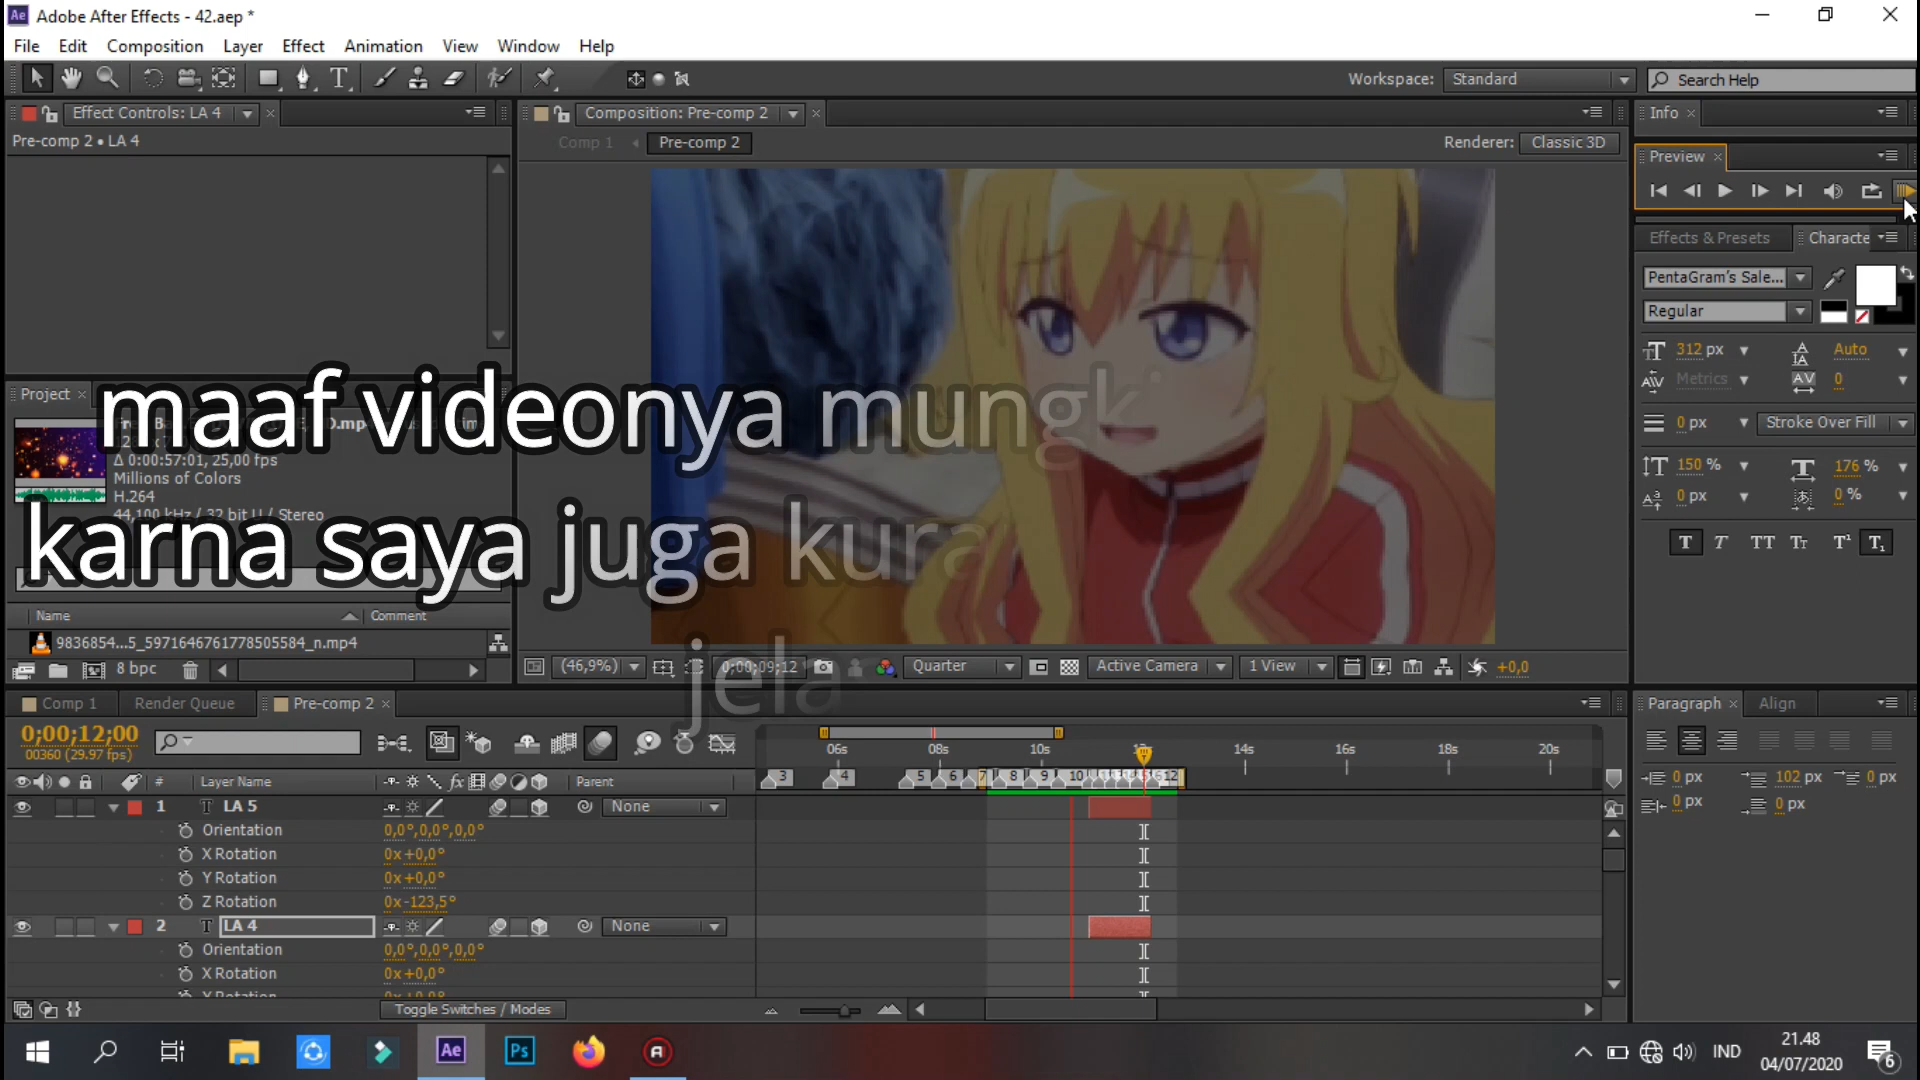 Adobe After Effects - 42.aep *
File Edit Composition Layer Effect Animation View Window Help
Workspace: Standard Search Help
Effect Controls: LA 4
Pre-comp 2 • LA 4
Composition: Pre-comp 2
Comp 1 Pre-comp 2
Renderer: Classic 3D
Info
Preview
Effects & Presets Characte
PentaGram's Sale...
Regular
312 px Auto
Metrics 0
0 px Stroke Over Fill
150 % 176 %
0 px 0 %
T T TT Tт T¹ T₁
Project
maaf videonya mungk
Δ 0:00:57:01, 25,00 fps
Millions of Colors
H.264
44,100 kHz / 32 bit U / Stereo
karna saya juga kura
jela
Name Comment
9836854...5_5971646761778505584_n.mp4
8 bpc
(46,9%) 0;00;09;12 Quarter Active Camera 1 View +0,0
Comp 1 Render Queue Pre-comp 2
0;00;12;00
00360 (29.97 fps)
06s 08s 10s 14s 16s 18s 20s
3 4 5 6 7 8 9 10 12
# Layer Name Parent
1 LA 5 None
Orientation 0,0°,0,0°,0,0°
X Rotation 0x+0,0°
Y Rotation 0x+0,0°
Z Rotation 0x-123,5°
2 LA 4 None
Orientation 0,0°,0,0°,0,0°
X Rotation 0x+0,0°
Toggle Switches / Modes
Paragraph Align
0 px 102 px 0 px
0 px 0 px
Ae Ps IND
21.48
04/07/2020
6